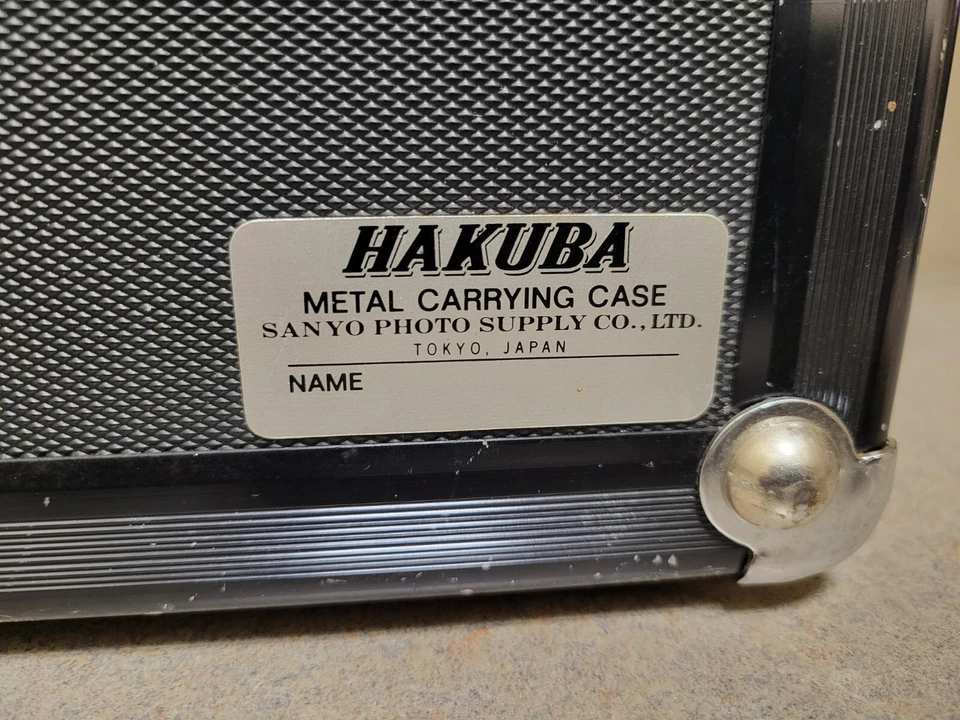 HAKUBA
METAL CARRYING CASE
SANYO PHOTO SUPPLY CO., LTD.
TOKYO, JAPAN
NAME